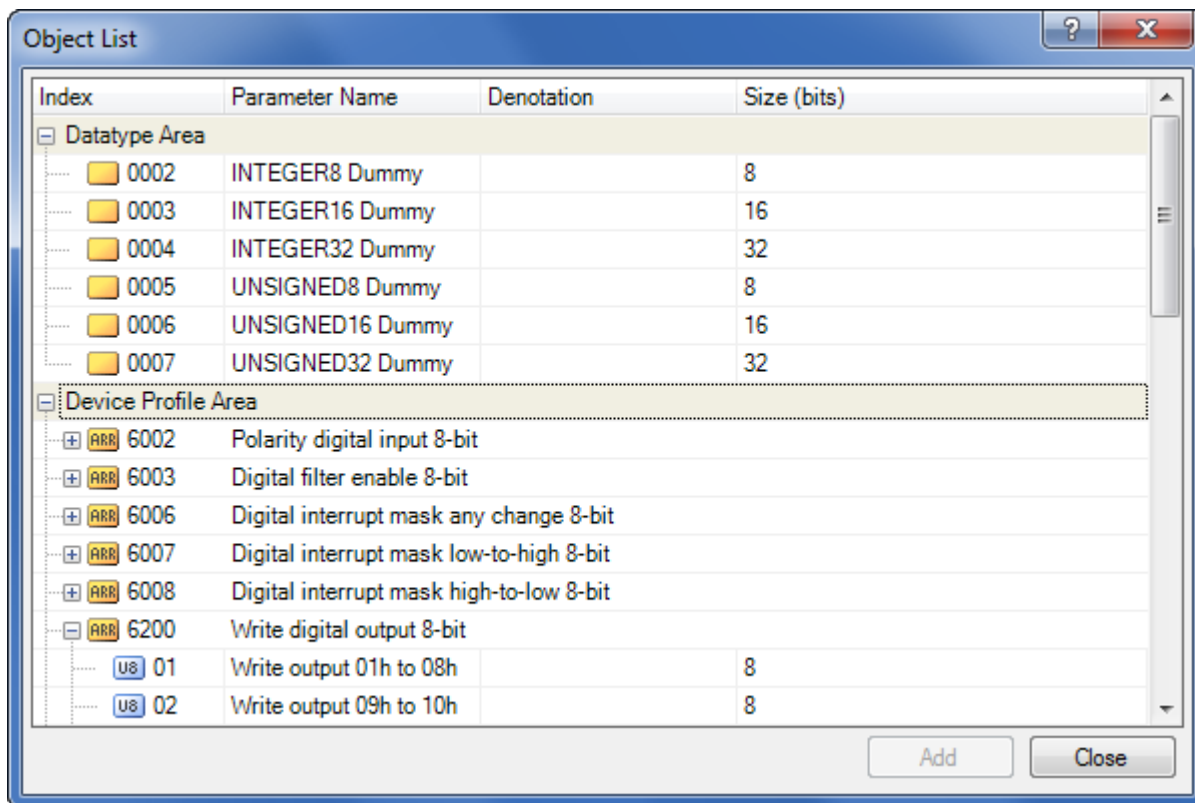 Object List
?
Index Parameter Name Denotation Size (bits)
Datatype Area
0002 INTEGER8 Dummy 8
0003 INTEGER16 Dummy 16
0004 INTEGER32 Dummy 32
0005 UNSIGNED8 Dummy 8
0006 UNSIGNED16 Dummy 16
0007 UNSIGNED32 Dummy 32
Device Profile Area
ARR 6002 Polarity digital input 8-bit
ARR 6003 Digital filter enable 8-bit
ARR 6006 Digital interrupt mask any change 8-bit
ARR 6007 Digital interrupt mask low-to-high 8-bit
ARR 6008 Digital interrupt mask high-to-low 8-bit
ARR 6200 Write digital output 8-bit
U8 01 Write output 01h to 08h 8
U8 02 Write output 09h to 10h 8
Add Close